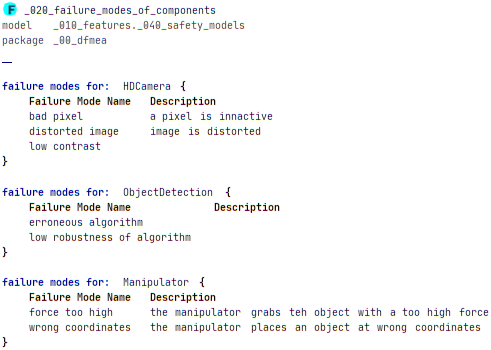 F _020_failure_modes_of_components
model _010_features._040_safety_models
package _00_dfmea
failure modes for: HDCamera {
Failure Mode Name Description
bad pixel a pixel is innactive
distorted image image is distorted
low contrast
}
failure modes for: ObjectDetection {
Failure Mode Name Description
erroneous algorithm
low robustness of algorithm
}
failure modes for: Manipulator {
Failure Mode Name Description
force too high the manipulator grabs teh object with a too high force
wrong coordinates the manipulator places an object at wrong coordinates
}